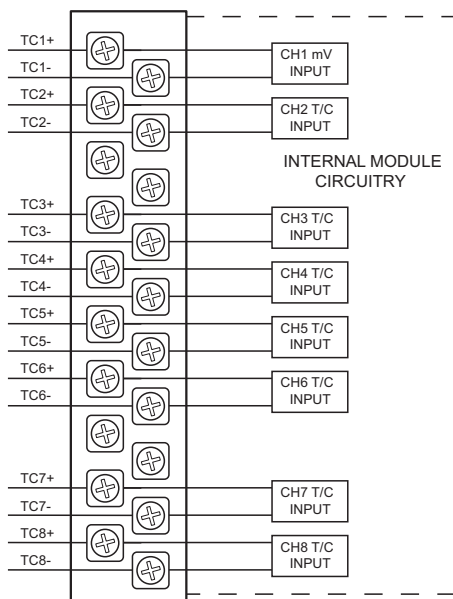 TC1+
CH1 mV
INPUT
TC1-
TC2+
CH2 T/C
INPUT
TC2-
INTERNAL MODULE
CIRCUITRY
TC3+
CH3 T/C
INPUT
TC3-
TC4+
CH4 T/C
INPUT
TC4-
TC5+
CH5 T/C
INPUT
TC5-
TC6+
CH6 T/C
INPUT
TC6-
TC7+
CH7 T/C
INPUT
TC7-
TC8+
CH8 T/C
INPUT
TC8-